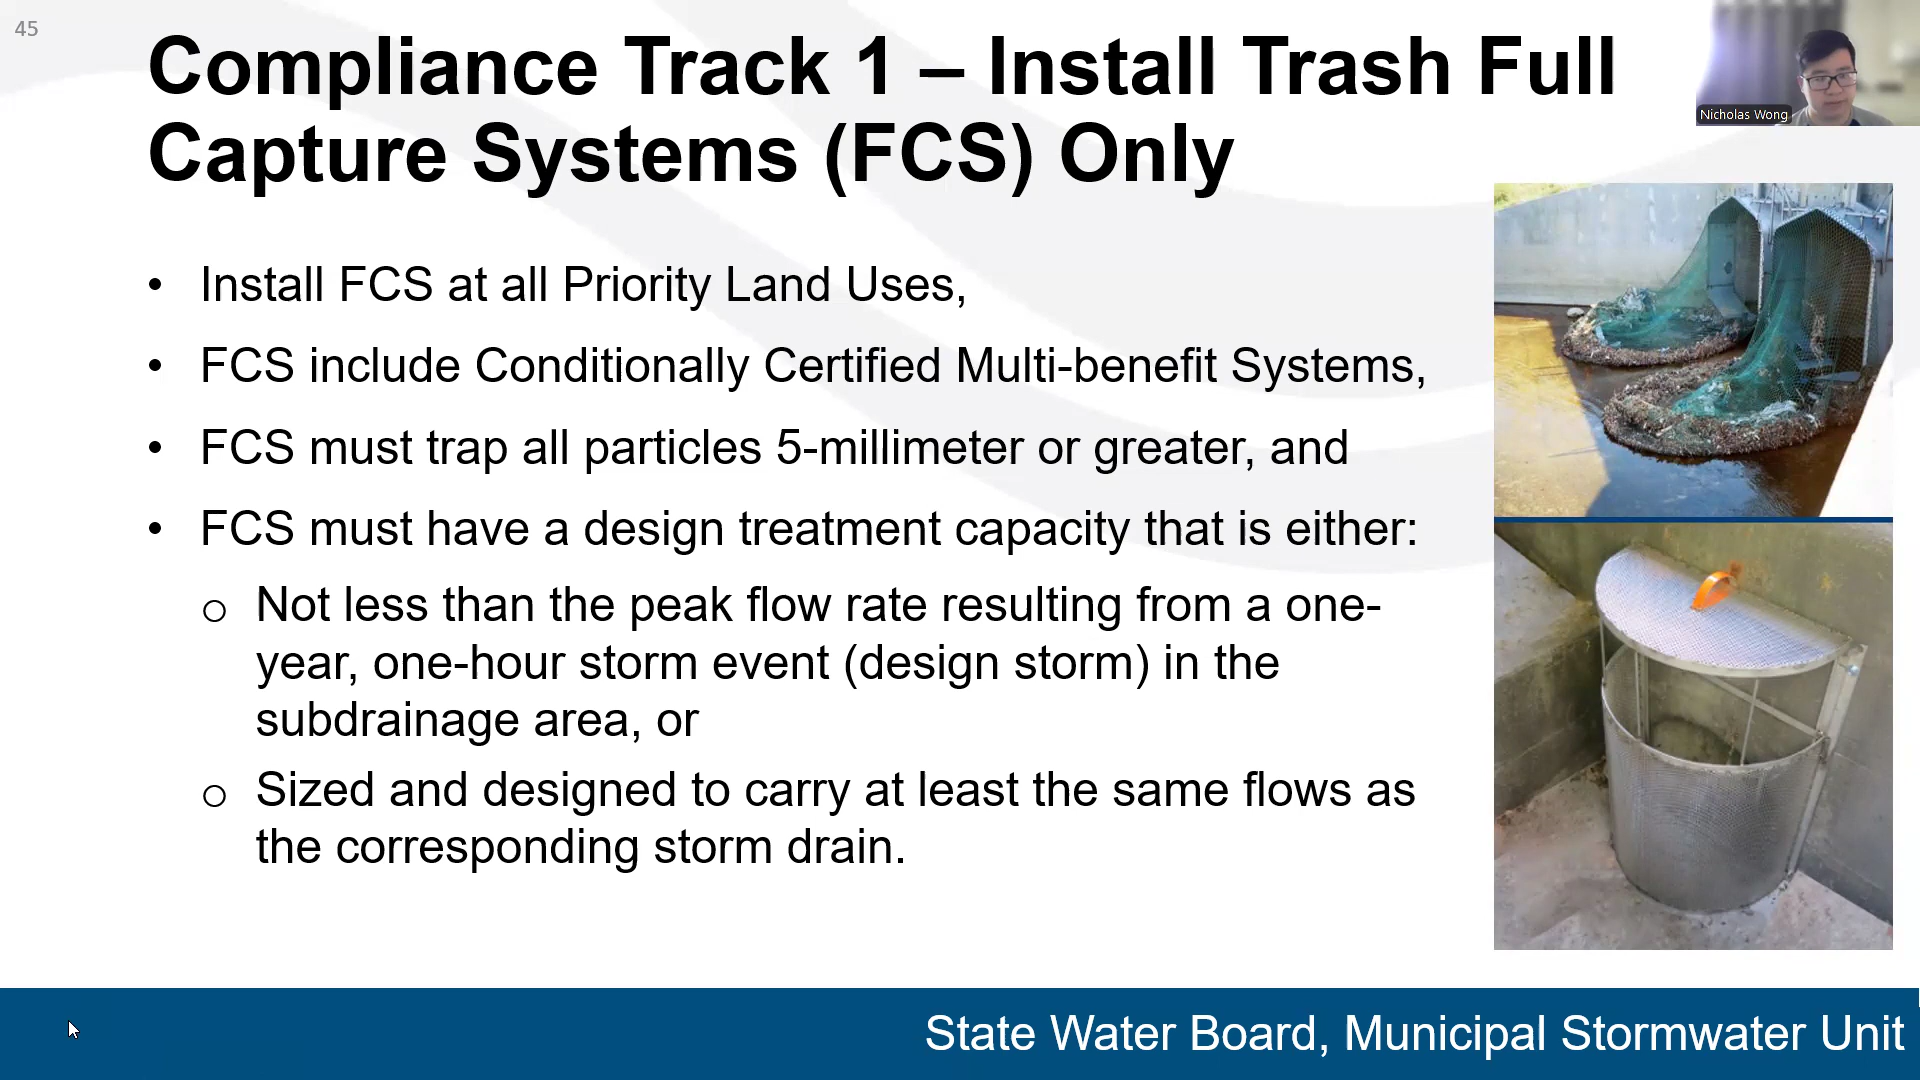 45
Compliance Track 1 – Install Trash Full
Capture Systems (FCS) Only
Nicholas Wong
• Install FCS at all Priority Land Uses,
• FCS include Conditionally Certified Multi-benefit Systems,
• FCS must trap all particles 5-millimeter or greater, and
• FCS must have a design treatment capacity that is either:
o Not less than the peak flow rate resulting from a one-
year, one-hour storm event (design storm) in the
subdrainage area, or
o Sized and designed to carry at least the same flows as
the corresponding storm drain.
State Water Board, Municipal Stormwater Unit